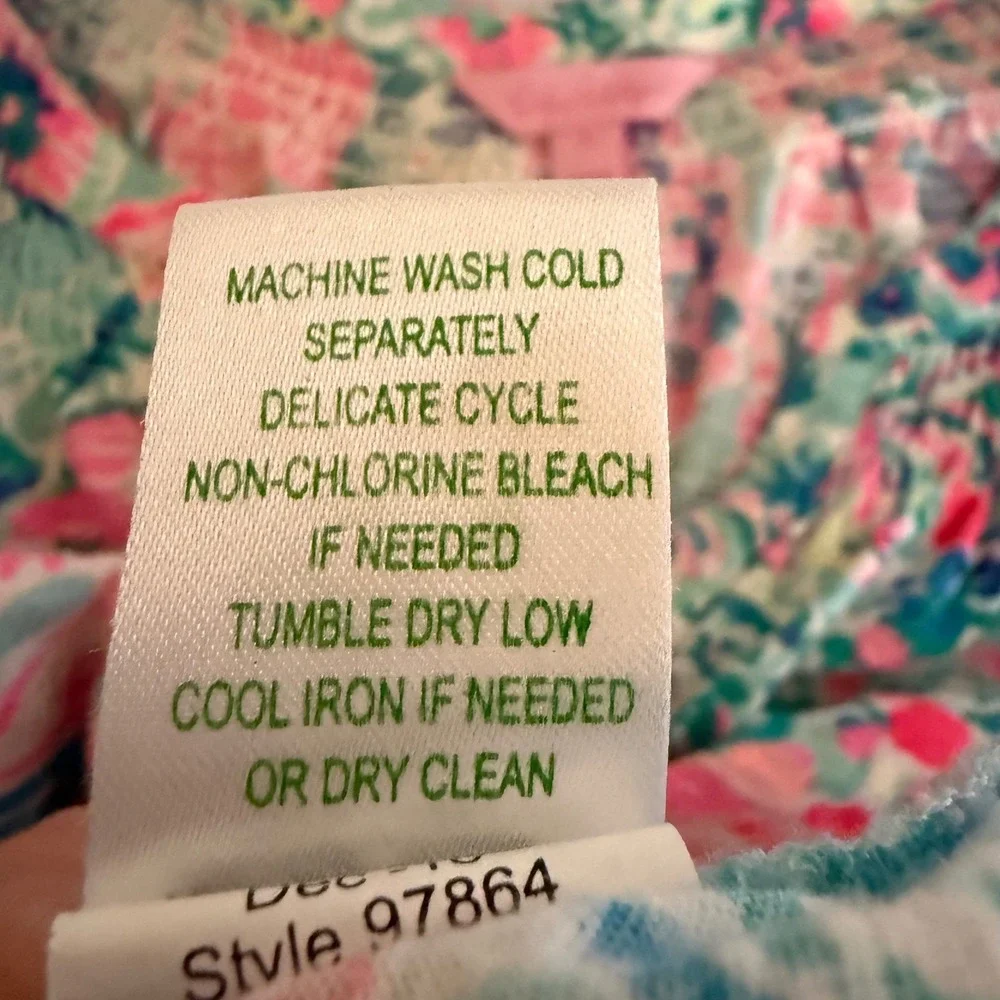 MACHINE WASH COLD
SEPARATELY
DELICATE CYCLE
NON-CHLORINE BLEACH
IF NEEDED
TUMBLE DRY LOW
COOL IRON IF NEEDED
OR DRY CLEAN
Style 97864